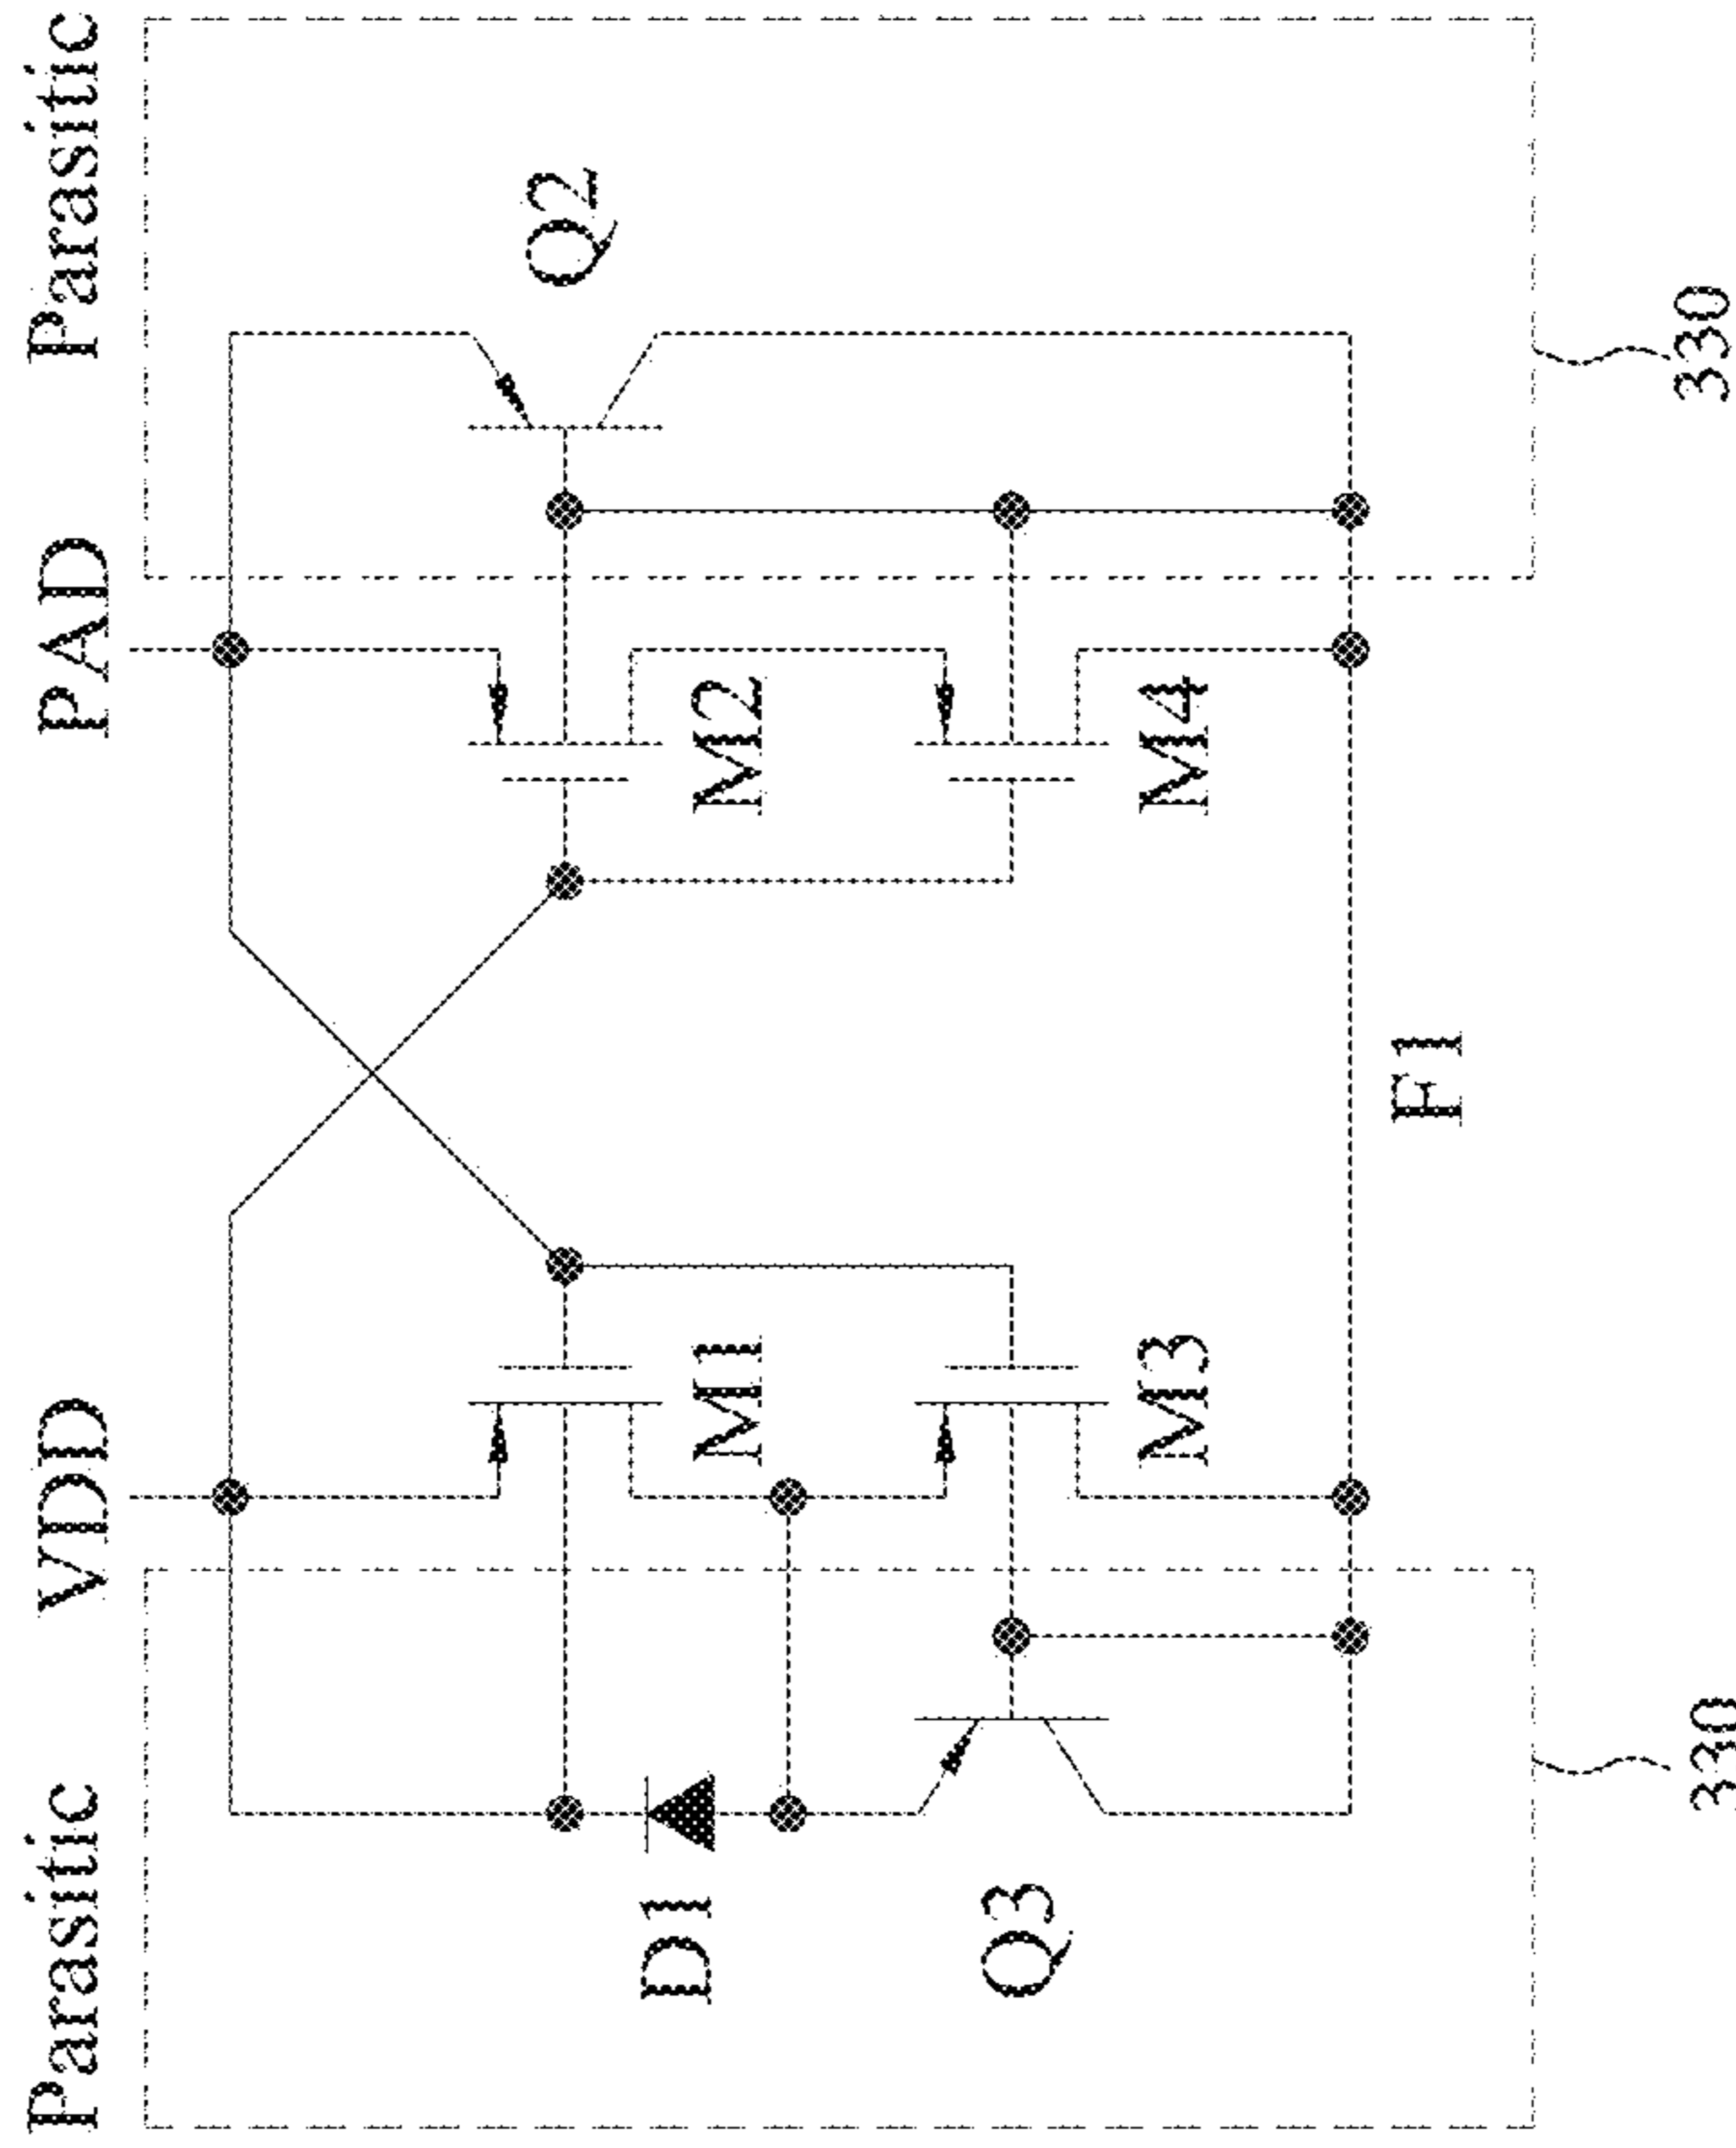 Parasitic
VDD
PAD
Parasitic
D1
M1
M2
Q2
Q3
M3
M4
F1
330
330